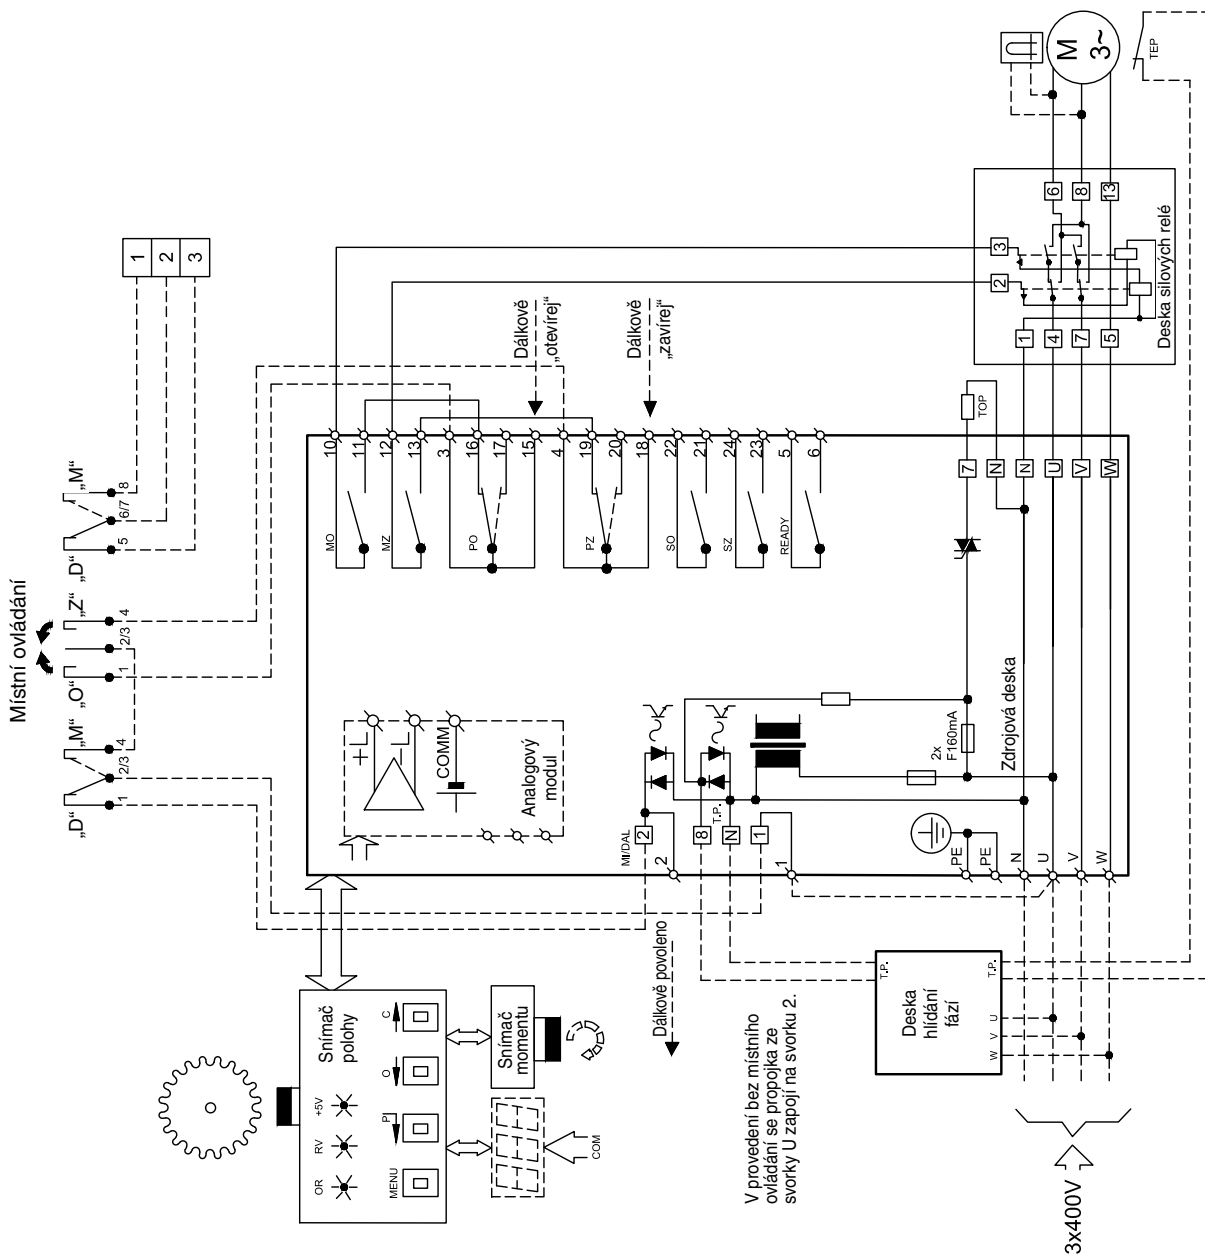 Místní ovládání
„D“
„M“
„O“
„Z“
„D“
„M“
1
2/3
4
1
2/3
4
5
6/7
8
1
2
3
M
3~
TEP
Deska silových relé
1
2
3
4
7
5
6
8
13
Dálkově
„otevírej“
Dálkově
„zavírej“
10
11
12
13
3
16
17
15
4
19
20
18
22
21
24
23
5
6
MO
MZ
PO
PZ
SO
SZ
READY
TOP
7
N
N
U
V
W
+L
–L
COMM
Analogový
modul
Zdrojová deska
2x
F160mA
MI/DAL
2
8
T.P.
N
1
2
1
PE
PE
N
U
V
W
Snímač
polohy
+5V
RV
OR
MENU
P
O
C
Snímač
momentu
COM
Dálkově povoleno
V provedení bez místního
ovládání se propojka ze
svorky U zapojí na svorku 2.
Deska
hlídání
fází
T.P.
T.P.
U
V
W
3x400V